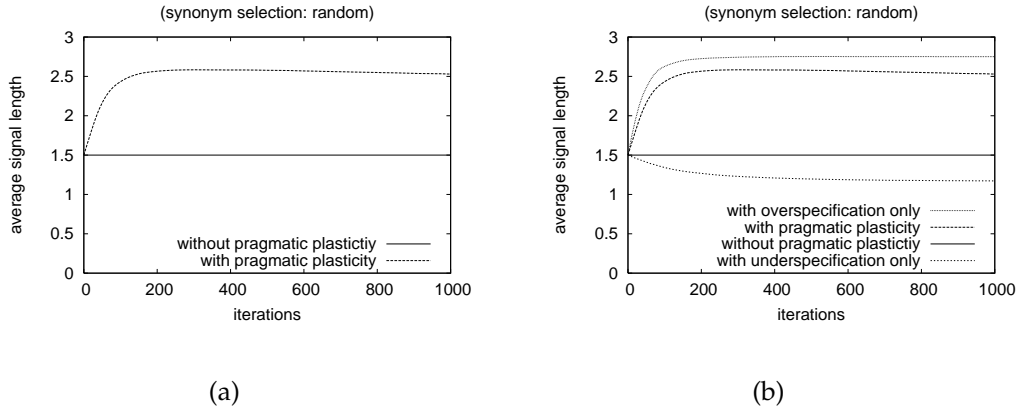 (synonym selection: random)
3
2.5
2
1.5
1
0.5
0
average signal length
without pragmatic plastictiy
with pragmatic plasticity
0 200 400 600 800 1000
iterations
(a)
(synonym selection: random)
3
2.5
2
1.5
1
0.5
0
average signal length
with overspecification only
with pragmatic plasticity
without pragmatic plastictiy
with underspecification only
0 200 400 600 800 1000
iterations
(b)